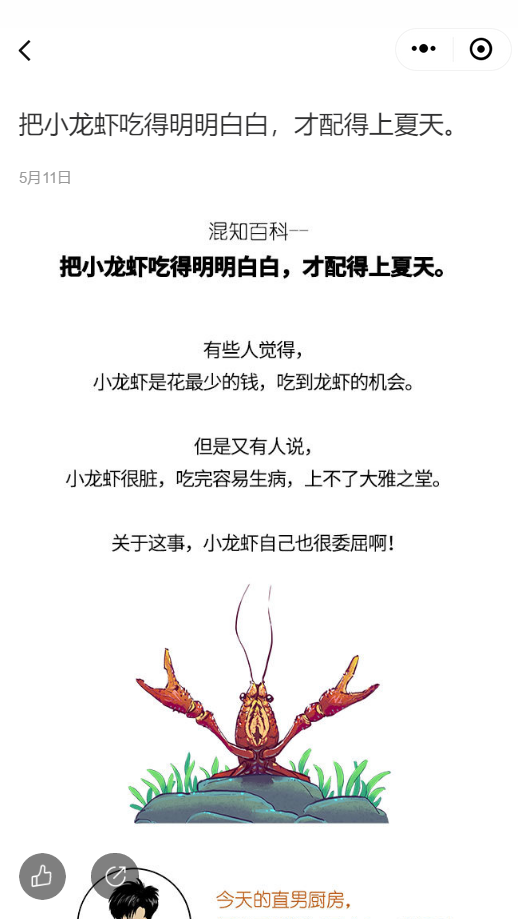 把小龙虾吃得明明白白，才配得上夏天。
5月11日
混知百科--
把小龙虾吃得明明白白，才配得上夏天。
有些人觉得，
小龙虾是花最少的钱，吃到龙虾的机会。
但是又有人说，
小龙虾很脏，吃完容易生病，上不了大雅之堂。
关于这事，小龙虾自己也很委屈啊！
今天的直男厨房，